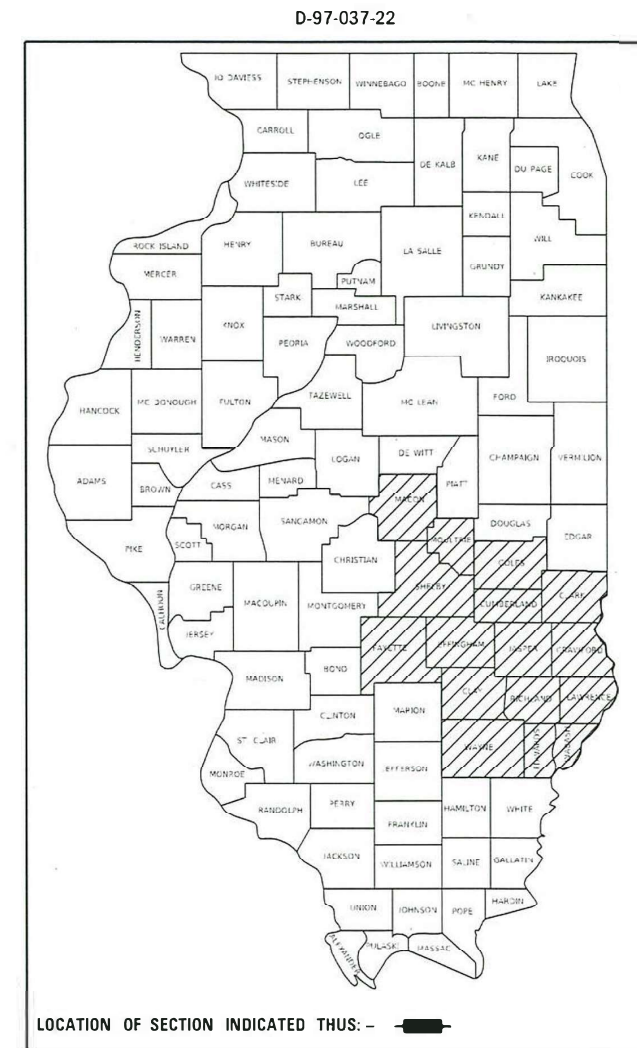 D-97-037-22
JO DAVIESS STEPHENSON WINNEBAGO BOONE MC HENRY LAKE
CARROLL OGLE
DE KALB KANE DU PAGE COOK
WHITESIDE LEE
KENDALL
ROCK ISLAND HENRY BUREAU LA SALLE WILL
MERCER PUTNAM GRUNDY
STARK MARSHALL KANKAKEE
HENDERSON WARREN KNOX PEORIA WOODFORD LIVINGSTON
IROQUOIS
HANCOCK MC DONOUGH FULTON TAZEWELL MC LEAN FORD
SCHUYLER MASON LOGAN DE WITT CHAMPAIGN VERMILION
ADAMS BROWN CASS MENARD PIATT
MACON
PIKE SCOTT MORGAN SANGAMON MOULTRIE DOUGLAS EDGAR
CHRISTIAN COLES
CALHOUN GREENE MACOUPIN MONTGOMERY SHELBY CUMBERLAND CLARK
JERSEY
FAYETTE EFFINGHAM JASPER CRAWFORD
MADISON BOND
CLAY RICHLAND LAWRENCE
CLINTON MARION
ST. CLAIR WAYNE EDWARDS WABASH
MONROE WASHINGTON JEFFERSON
RANDOLPH PERRY HAMILTON WHITE
FRANKLIN
JACKSON WILLIAMSON SALINE GALLATIN
UNION JOHNSON POPE HARDIN
ALEXANDER PULASKI MASSAC
LOCATION OF SECTION INDICATED THUS: –